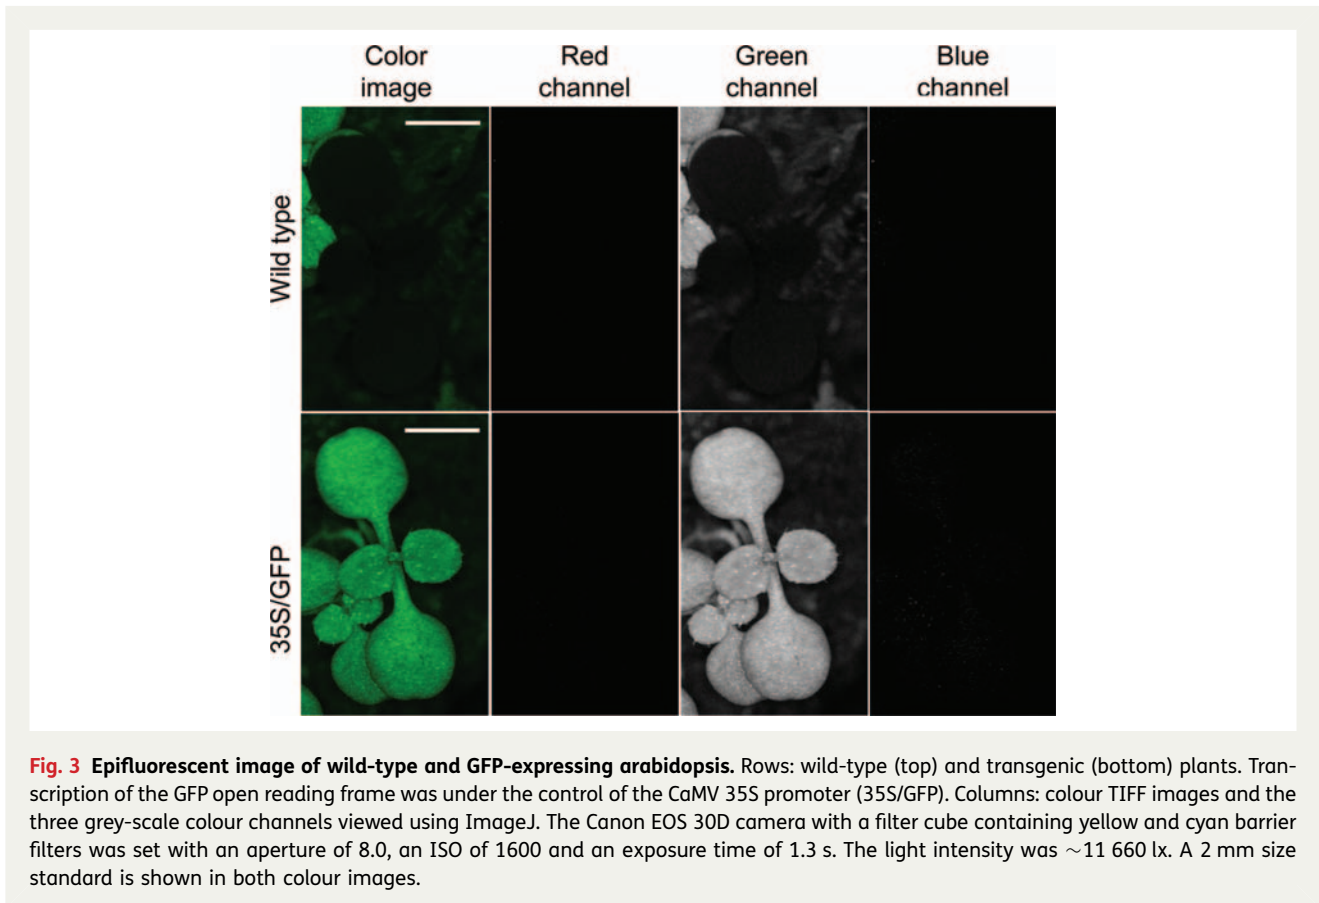 Color image
Red channel
Green channel
Blue channel
Wild type
35S/GFP
Fig. 3 Epifluorescent image of wild-type and GFP-expressing arabidopsis. Rows: wild-type (top) and transgenic (bottom) plants. Tran-
scription of the GFP open reading frame was under the control of the CaMV 35S promoter (35S/GFP). Columns: colour TIFF images and the
three grey-scale colour channels viewed using ImageJ. The Canon EOS 30D camera with a filter cube containing yellow and cyan barrier
filters was set with an aperture of 8.0, an ISO of 1600 and an exposure time of 1.3 s. The light intensity was ∼11 660 lx. A 2 mm size
standard is shown in both colour images.